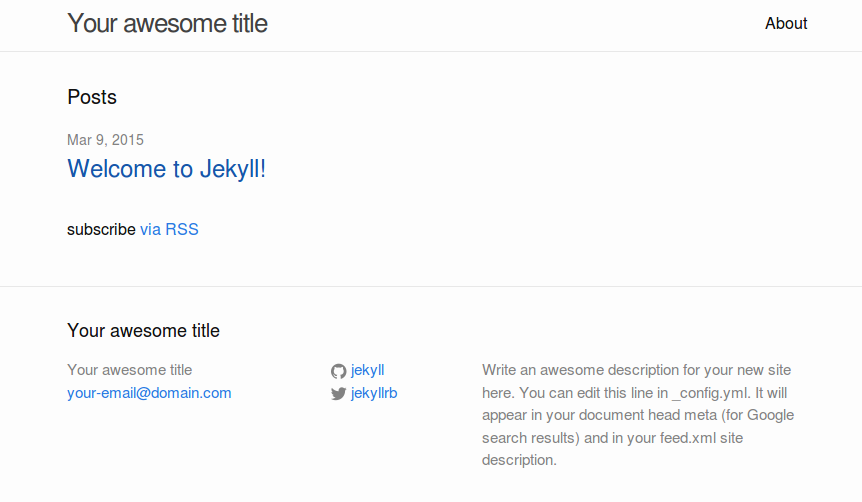 Your awesome title
About
Posts
Mar 9, 2015
Welcome to Jekyll!
subscribe via RSS
Your awesome title
Your awesome title
your-email@domain.com
jekyll
jekyllrb
Write an awesome description for your new site
here. You can edit this line in _config.yml. It will
appear in your document head meta (for Google
search results) and in your feed.xml site
description.